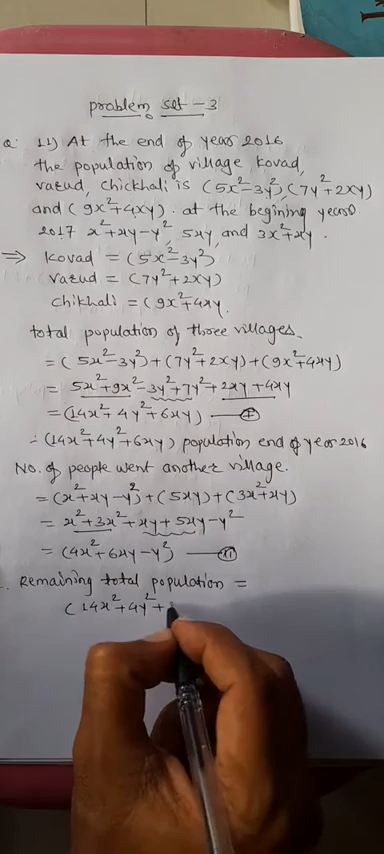 problem set - 3
Q. 11) At the end of year 2016
the population of village Kovad,
varud, chickhali is (5x²-3y²)(7y²+2xy)
and (9x²+4xy). at the begining years
2017 x²+xy-y², 5xy, and 3x²+xy.
⇒ Kovad = (5x²-3y²)
varud = (7y²+2xy)
chikhali = (9x²+4xy
total population of three villages.
= (5x²-3y²)+(7y²+2xy)+(9x²+4xy)
= 5x²+9x²-3y²+7y²+2xy+4xy
= (14x²+4y²+6xy) — I
∴ (14x²+4y²+6xy) population end of year 2016
No. of people went another village.
= (x²+xy-y²)+(5xy)+(3x²+xy)
= x²+3x²+xy+5xy-y²
= (4x²+6xy-y²) — II
Remaining total population =
(14x²+4y²+